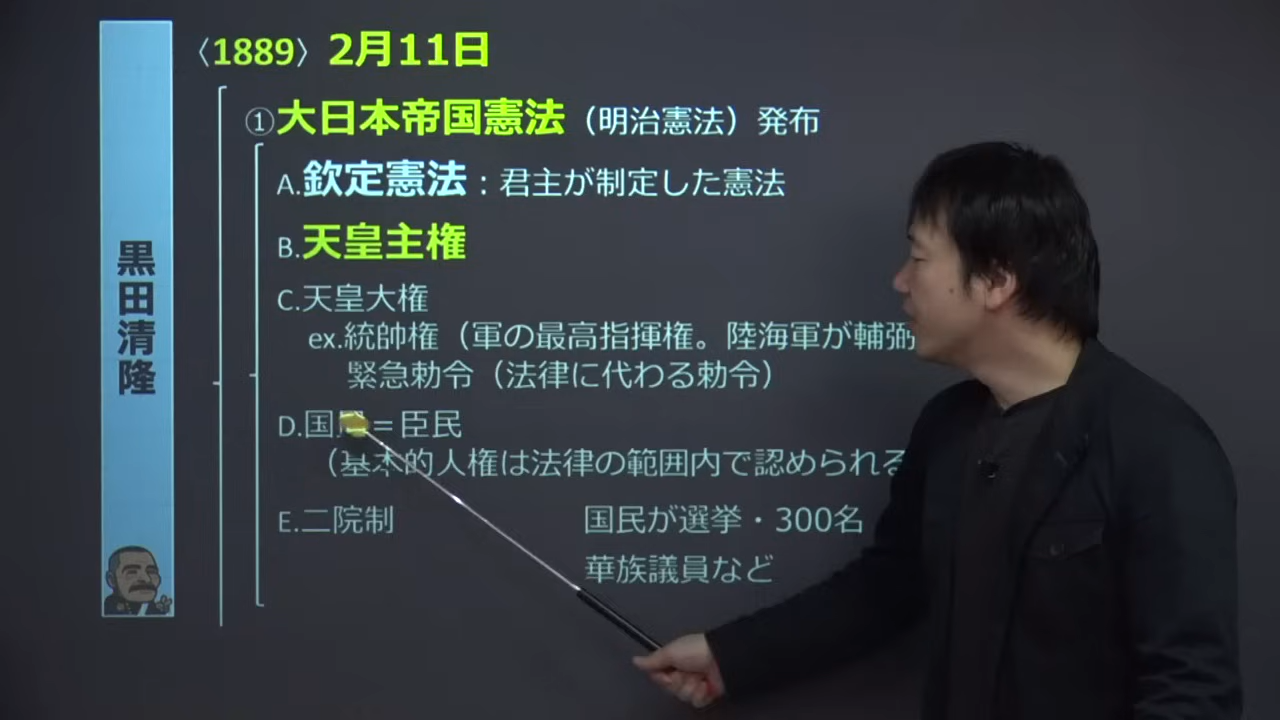 〈1889〉2月11日
①大日本帝国憲法（明治憲法）発布
A.欽定憲法：君主が制定した憲法
B.天皇主権
C.天皇大権
ex.統帥権（軍の最高指揮権。陸海軍が輔弼
緊急勅令（法律に代わる勅令）
D.国 ＝臣民
（基本的人権は法律の範囲内で認められる
E.二院制
国民が選挙・300名
華族議員など
黒田清隆